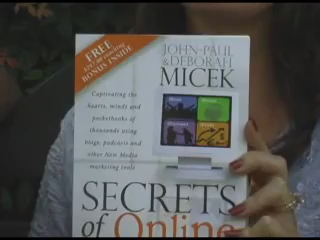 FREE
BONUS INSIDE
JOHN-PAUL
& DEBORAH
MICEK
Captivating the
hearts, minds and
pocketbooks of
thousands using
blogs, podcasts and
other New Media
marketing tools
SECRETS
of Online